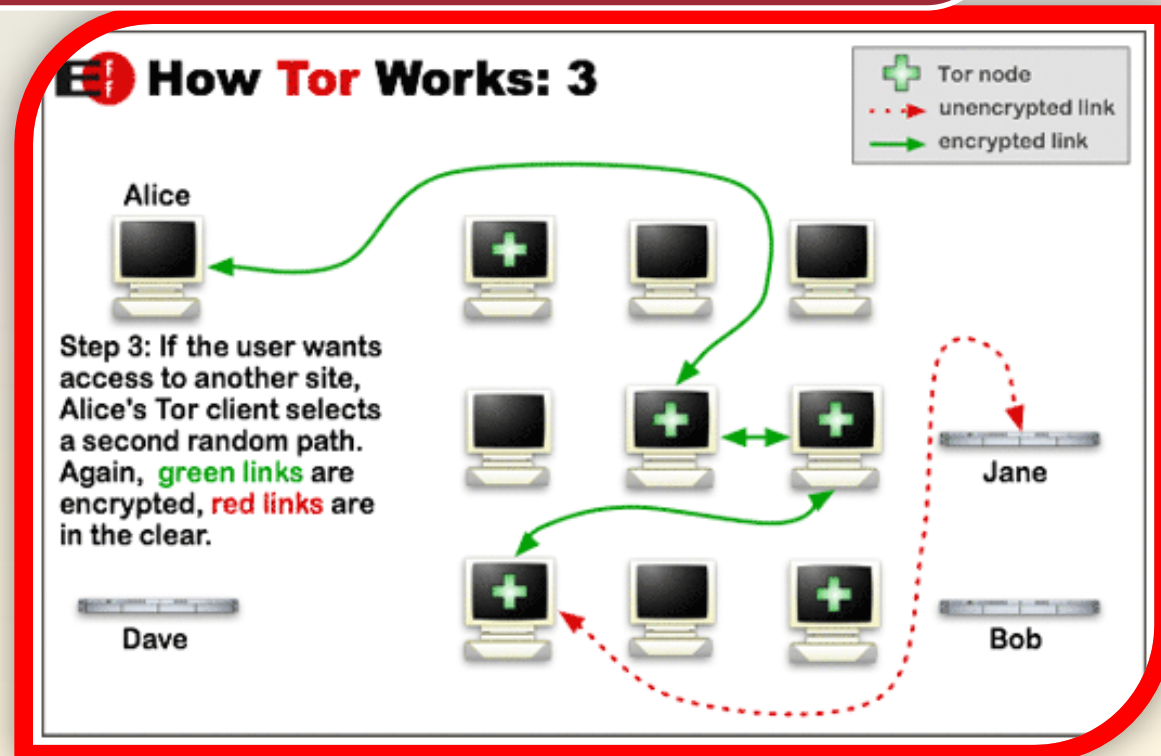 EFF How Tor Works: 3
Tor node
unencrypted link
encrypted link
Alice
Step 3: If the user wants
access to another site,
Alice's Tor client selects
a second random path.
Again, green links are
encrypted, red links are
in the clear.
Jane
Dave
Bob